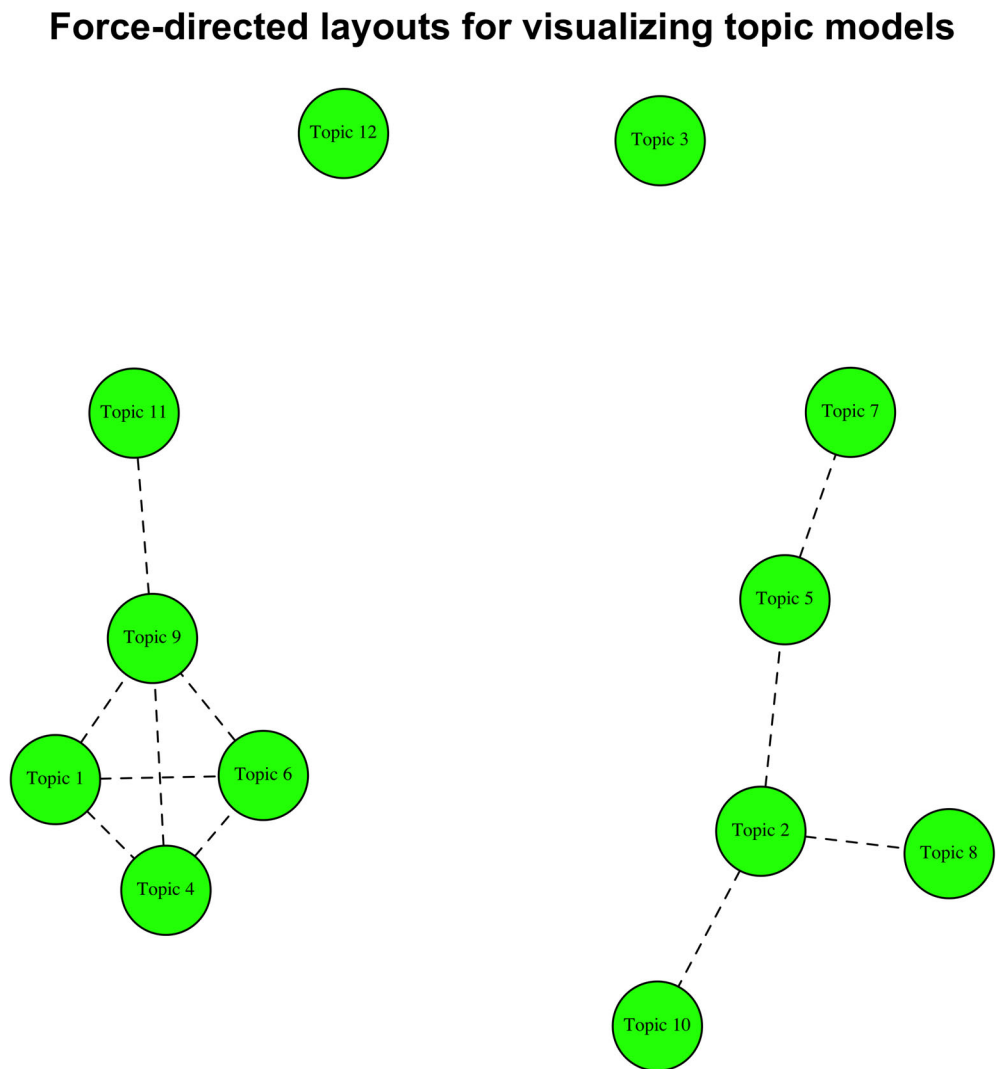 Force-directed layouts for visualizing topic models
Topic 12
Topic 3
Topic 11
Topic 7
Topic 5
Topic 9
Topic 1
Topic 6
Topic 2
Topic 8
Topic 4
Topic 10